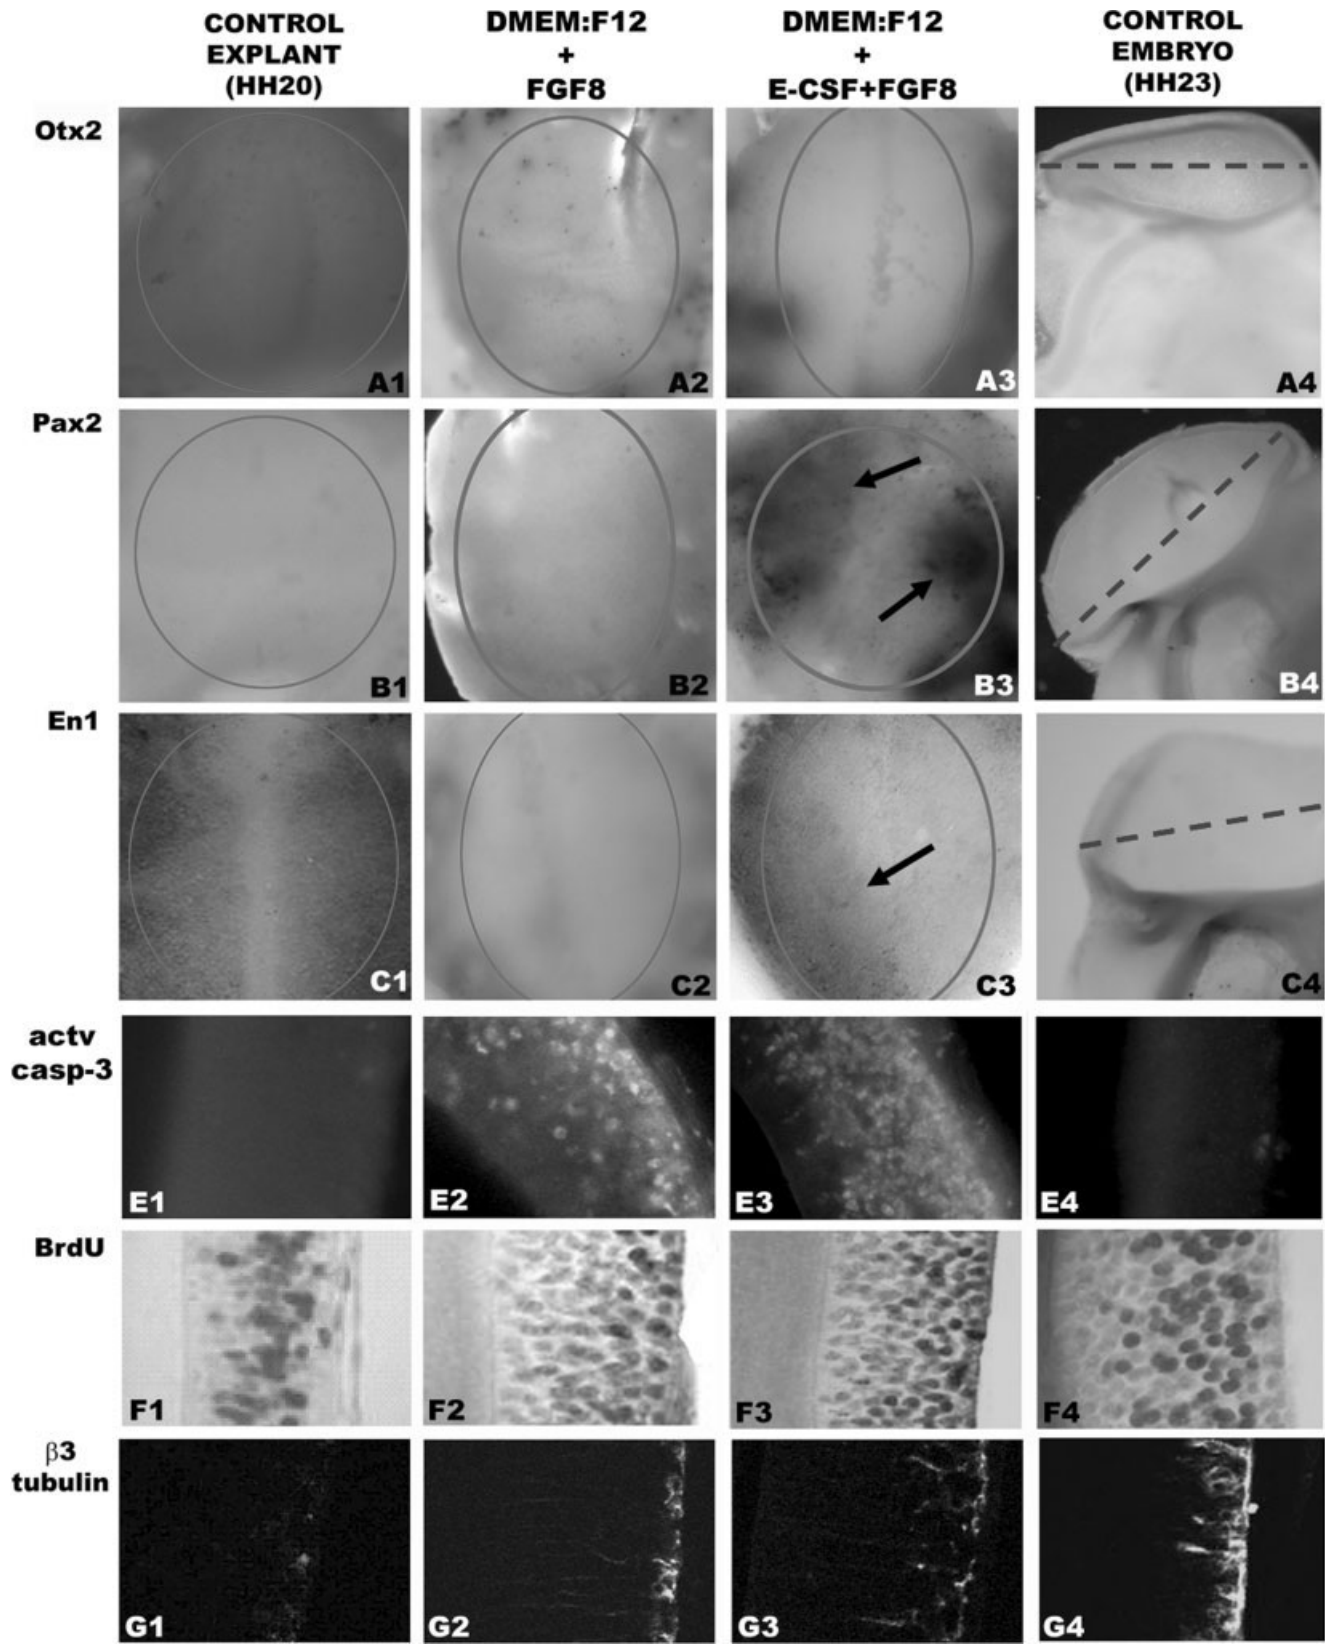 CONTROL
EXPLANT
(HH20)
DMEM:F12
+
FGF8
DMEM:F12
+
E-CSF+FGF8
CONTROL
EMBRYO
(HH23)
Otx2
A1
A2
A3
A4
Pax2
B1
B2
B3
B4
En1
C1
C2
C3
C4
actv
casp-3
E1
E2
E3
E4
BrdU
F1
F2
F3
F4
β3
tubulin
G1
G2
G3
G4